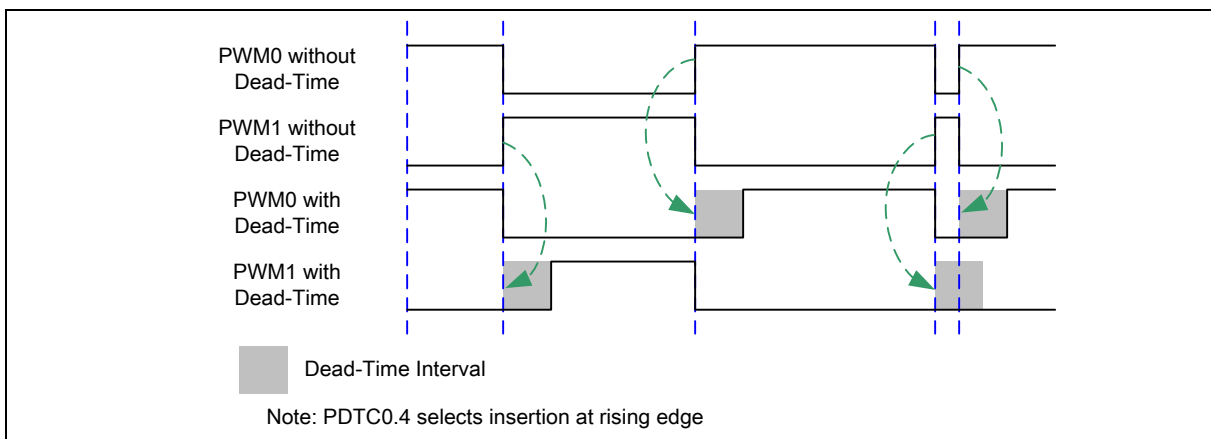 PWM0 without
Dead-Time
PWM1 without
Dead-Time
PWM0 with
Dead-Time
PWM1 with
Dead-Time
Dead-Time Interval
Note: PDTC0.4 selects insertion at rising edge